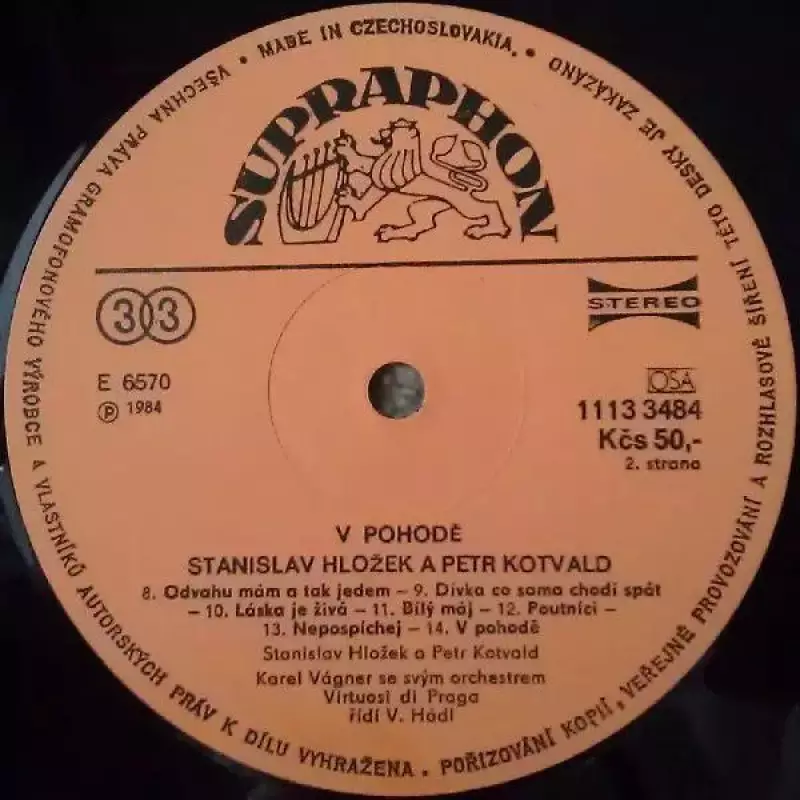 • MADE IN CZECHOSLOVAKIA. •
SUPRAPHON
33
STEREO
E 6570
℗ 1984
OSA
1113 3484
Kčs 50,-
2. strana
V POHODĚ
STANISLAV HLOŽEK A PETR KOTVALD
8. Odvahu mám a tak jedem – 9. Dívka co sama chodí spát
– 10. Láska je živá – 11. Bílý máj – 12. Poutníci –
13. Nepospíchej – 14. V pohodě
Stanislav Hložek a Petr Kotvald
Karel Vágner se svým orchestrem
Virtuosi di Praga
řídí V. Hádl
VŠECHNA PRÁVA GRAMOFONOVÉHO VÝROBCE A VLASTNÍKŮ AUTORSKÝCH PRÁV K DÍLU VYHRAŽENA. POŘIZOVÁNÍ KOPIÍ, VEŘEJNÉ PROVOZOVÁNÍ A ROZHLASOVÉ ŠÍŘENÍ TÉTO DESKY JE ZAKÁZÁNO